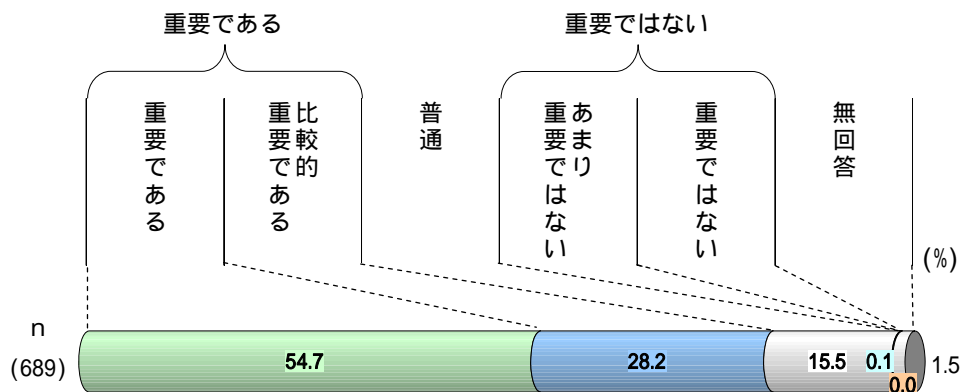 重要である
重要ではない
重要である
比較的
重要である
普通
あまり
重要ではない
重要ではない
無回答
(%)
n
(689)
54.7
28.2
15.5
0.1
0.0
1.5